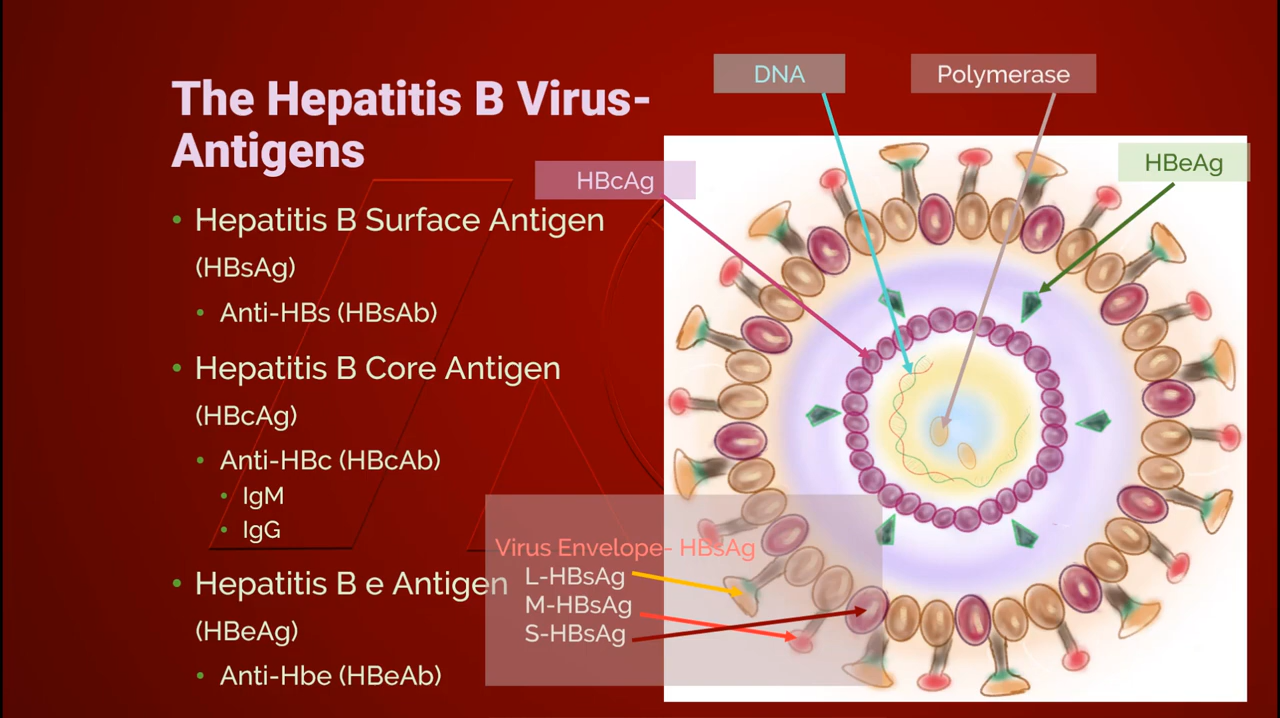 The Hepatitis B Virus-
Antigens
• Hepatitis B Surface Antigen
(HBsAg)
• Anti-HBs (HBsAb)
• Hepatitis B Core Antigen
(HBcAg)
• Anti-HBc (HBcAb)
• IgM
• IgG
• Hepatitis B e Antigen
(HBeAg)
• Anti-Hbe (HBeAb)
DNA
Polymerase
HBcAg
HBeAg
Virus Envelope- HBsAg
L-HBsAg
M-HBsAg
S-HBsAg